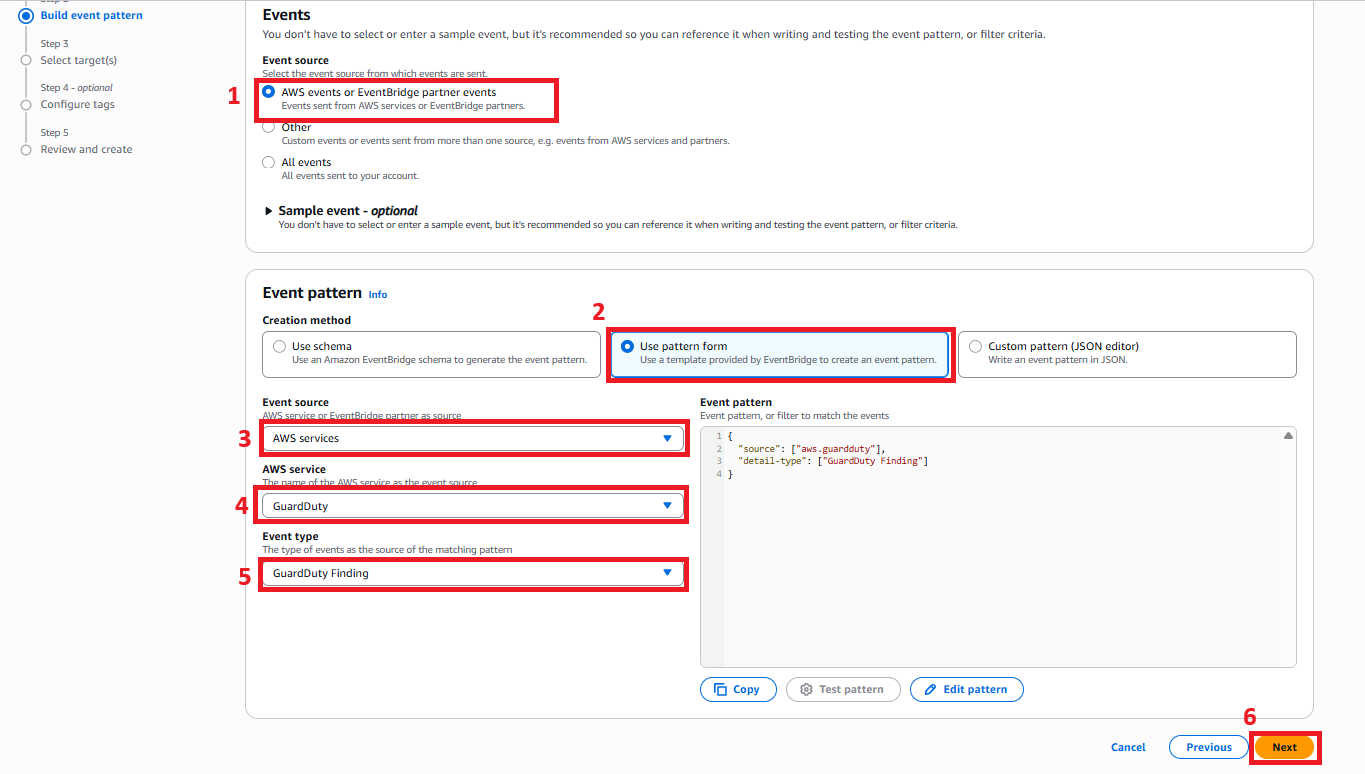 Build event pattern
Step 3
Select target(s)
Step 4 - optional
Configure tags
Step 5
Review and create
Events
You don't have to select or enter a sample event, but it's recommended so you can reference it when writing and testing the event pattern, or filter criteria.
Event source
Select the event source from which events are sent.
1
AWS events or EventBridge partner events
Events sent from AWS services or EventBridge partners.
Other
Custom events or events sent from more than one source, e.g. events from AWS services and partners.
All events
All events sent to your account.
Sample event - optional
You don't have to select or enter a sample event, but it's recommended so you can reference it when writing and testing the event pattern, or filter criteria.
Event pattern Info
Creation method
2
Use schema
Use an Amazon EventBridge schema to generate the event pattern.
Use pattern form
Use a template provided by EventBridge to create an event pattern.
Custom pattern (JSON editor)
Write an event pattern in JSON.
Event source
AWS service or EventBridge partner as source
3
AWS services
AWS service
The name of the AWS service as the event source
4
GuardDuty
Event type
The type of events as the source of the matching pattern
5
GuardDuty Finding
Event pattern
Event pattern, or filter to match the events
1 {
2 "source": ["aws.guardduty"],
3 "detail-type": ["GuardDuty Finding"]
4 }
Copy
Test pattern
Edit pattern
6
Cancel
Previous
Next